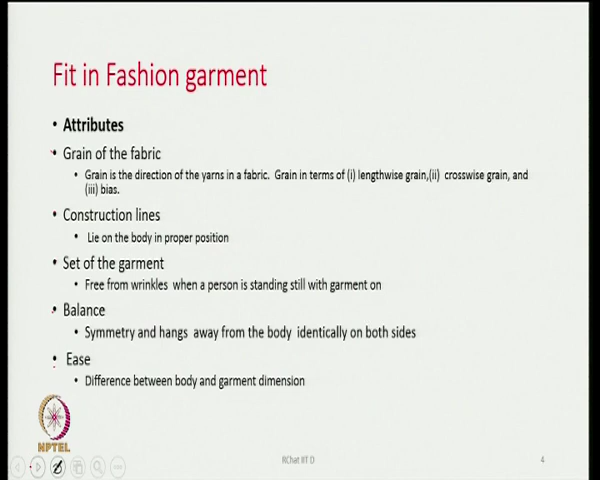 Fit in Fashion garment
• Attributes
• Grain of the fabric
• Grain is the direction of the yarns in a fabric. Grain in terms of (i) lengthwise grain,(ii) crosswise grain, and
(iii) bias.
• Construction lines
• Lie on the body in proper position
• Set of the garment
• Free from wrinkles when a person is standing still with garment on
• Balance
• Symmetry and hangs away from the body identically on both sides
• Ease
• Difference between body and garment dimension
NPTEL
RChat IIT D
4